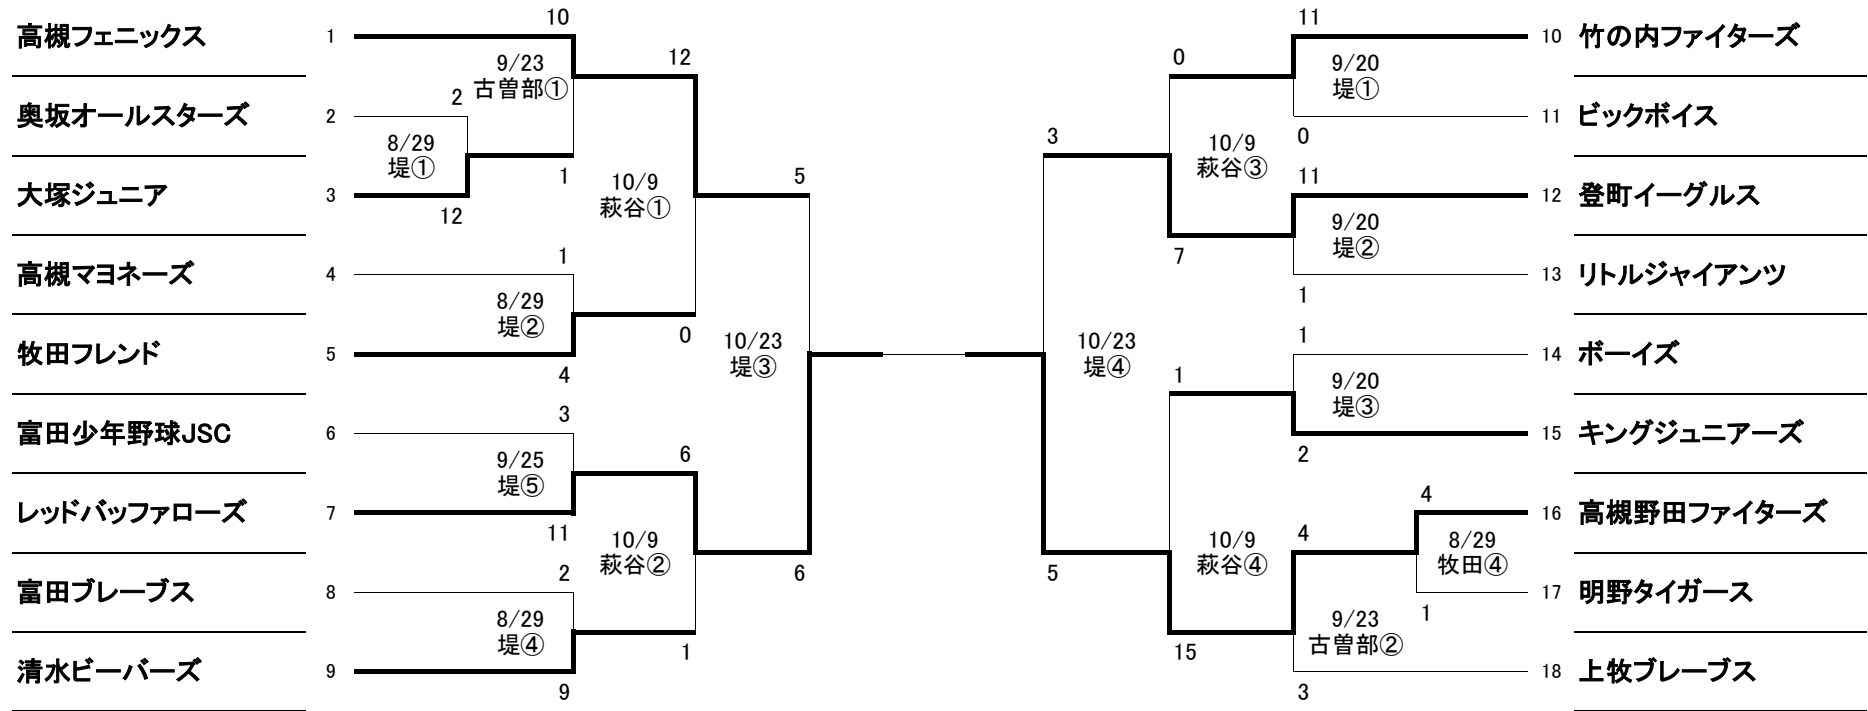 10
11
高槻フェニックス
1
10
竹の内ファイターズ
12
0
9/23
古曽部①
9/20
堤①
2
奥坂オールスターズ
2
11
ビックボイス
8/29
堤①
3
0
10/9
萩谷③
1
5
11
10/9
萩谷①
大塚ジュニア
3
12
登町イーグルス
12
9/20
堤②
1
7
高槻マヨネーズ
4
13
リトルジャイアンツ
8/29
堤②
1
0
1
10/23
堤③
10/23
堤④
牧田フレンド
5
14
ボーイズ
4
1
9/20
堤③
3
富田少年野球JSC
6
15
キングジュニアーズ
6
2
9/25
堤⑤
4
レッドバッファローズ
7
16
高槻野田ファイターズ
11
4
10/9
萩谷②
10/9
萩谷④
8/29
牧田④
2
6
5
富田ブレーブス
8
17
明野タイガース
1
8/29
堤④
9/23
古曽部②
1
15
清水ビーバーズ
9
18
上牧ブレーブス
9
3